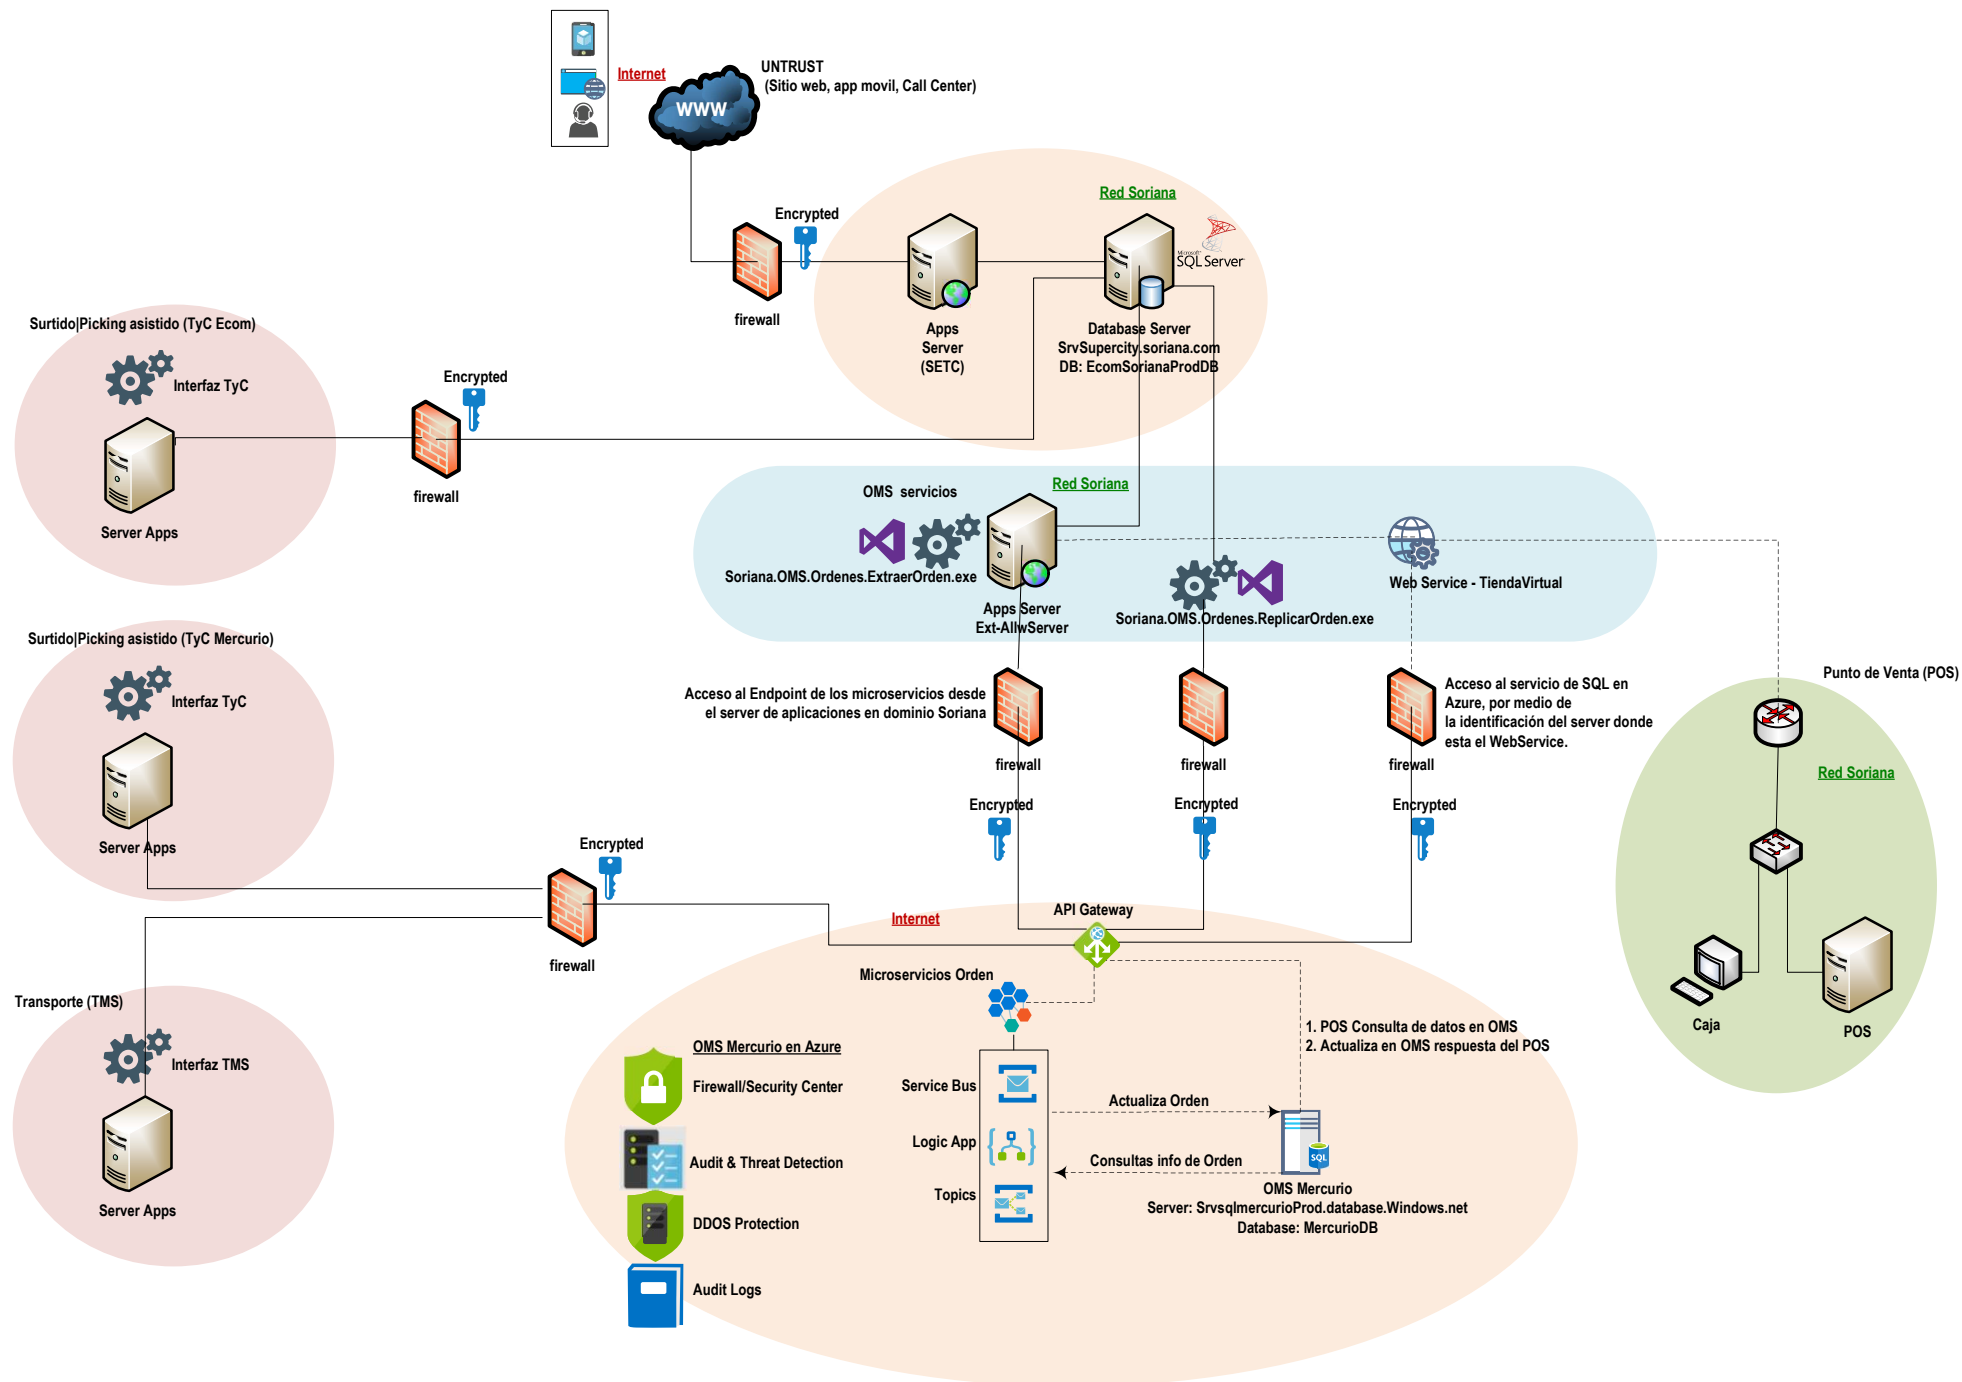 Internet
UNTRUST
(Sitio web, app movil, Call Center)
WWW
Red Soriana
Encrypted
Microsoft
SQL Server
firewall
Apps
Server
(SETC)
Database Server
SrvSupercity.soriana.com
DB: EcomSorianaProdDB
Surtido|Picking asistido (TyC Ecom)
Interfaz TyC
Encrypted
Server Apps
firewall
OMS servicios
Red Soriana
Soriana.OMS.Ordenes.ExtraerOrden.exe
Web Service - TiendaVirtual
Apps Server
Ext-AllwServer
Soriana.OMS.Ordenes.ReplicarOrden.exe
Surtido|Picking asistido (TyC Mercurio)
Interfaz TyC
Server Apps
Acceso al Endpoint de los microservicios desde
el server de aplicaciones en dominio Soriana
Acceso al servicio de SQL en
Azure, por medio de
la identificación del server donde
esta el WebService.
firewall
firewall
firewall
Punto de Venta (POS)
Red Soriana
Encrypted
Encrypted
Encrypted
Encrypted
firewall
Internet
API Gateway
Microservicios Orden
Transporte (TMS)
Interfaz TMS
Server Apps
Caja
POS
1. POS Consulta de datos en OMS
2. Actualiza en OMS respuesta del POS
OMS Mercurio en Azure
Firewall/Security Center
Audit & Threat Detection
DDOS Protection
Audit Logs
Service Bus
Logic App
Topics
Actualiza Orden
Consultas info de Orden
SQL
OMS Mercurio
Server: SrvsqlmercurioProd.database.Windows.net
Database: MercurioDB